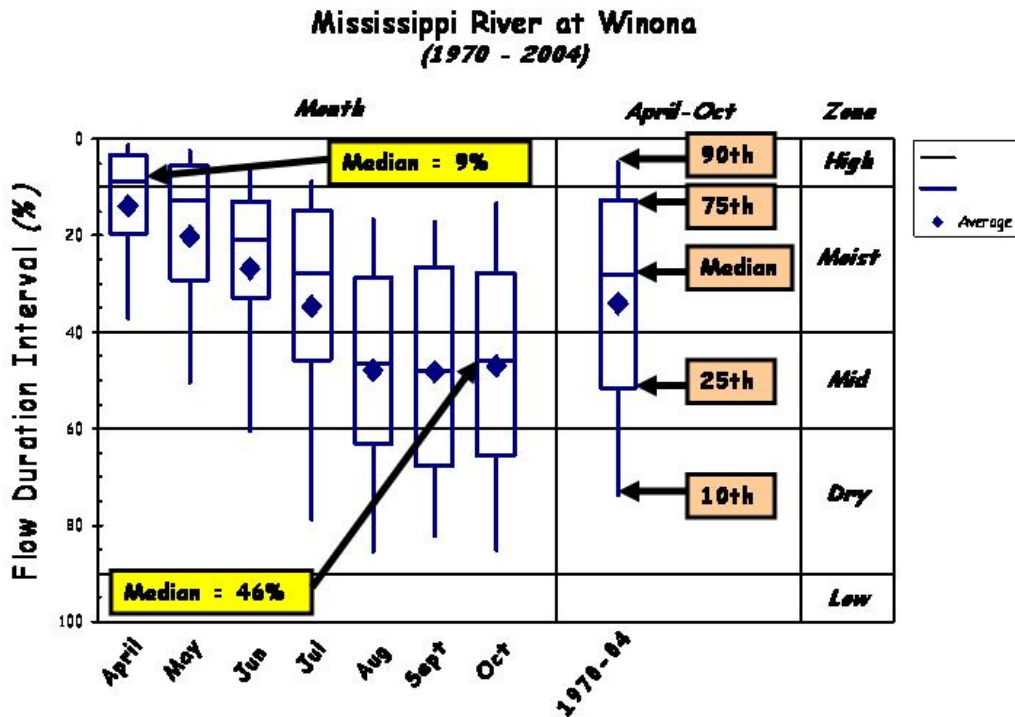 Mississippi River at Winona
(1970 - 2004)
Month
April-Oct
Zone
Flow Duration Interval (%)
0
20
40
60
80
100
Median = 9%
Median = 46%
90th
75th
Median
25th
10th
High
Moist
Mid
Dry
Low
Average
April
May
Jun
Jul
Aug
Sept
Oct
1970-04